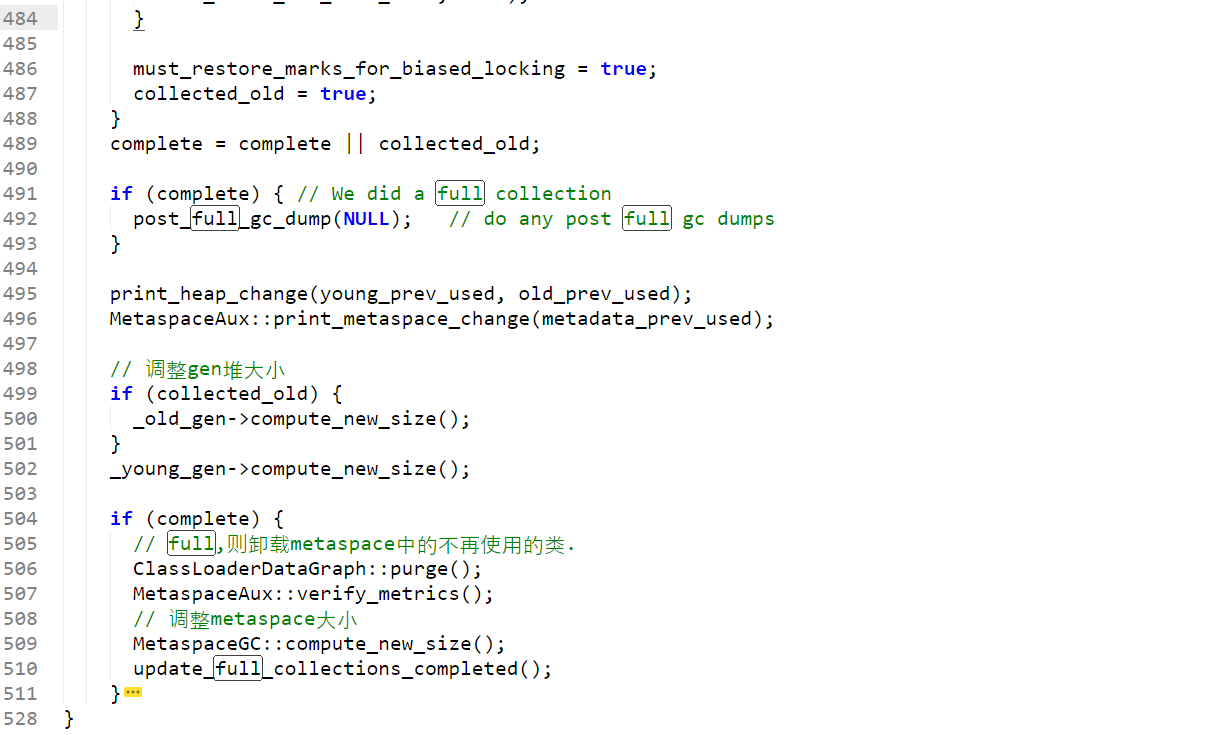 484 }
485
486 must_restore_marks_for_biased_locking = true;
487 collected_old = true;
488 }
489 complete = complete || collected_old;
490
491 if (complete) { // We did a full collection
492 post_full_gc_dump(NULL);   // do any post full gc dumps
493 }
494
495 print_heap_change(young_prev_used, old_prev_used);
496 MetaspaceAux::print_metaspace_change(metadata_prev_used);
497
498 // 调整gen堆大小
499 if (collected_old) {
500 _old_gen->compute_new_size();
501 }
502 _young_gen->compute_new_size();
503
504 if (complete) {
505 // full,则卸载metaspace中的不再使用的类.
506 ClassLoaderDataGraph::purge();
507 MetaspaceAux::verify_metrics();
508 // 调整metaspace大小
509 MetaspaceGC::compute_new_size();
510 update_full_collections_completed();
511 }
528 }